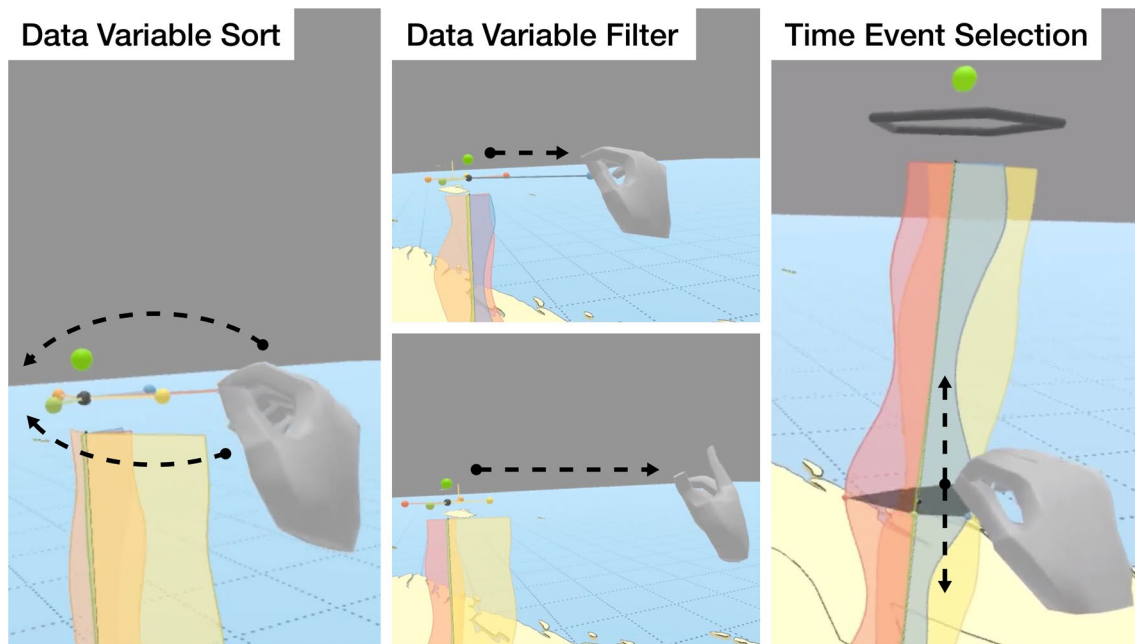 Data Variable Sort
Data Variable Filter
Time Event Selection